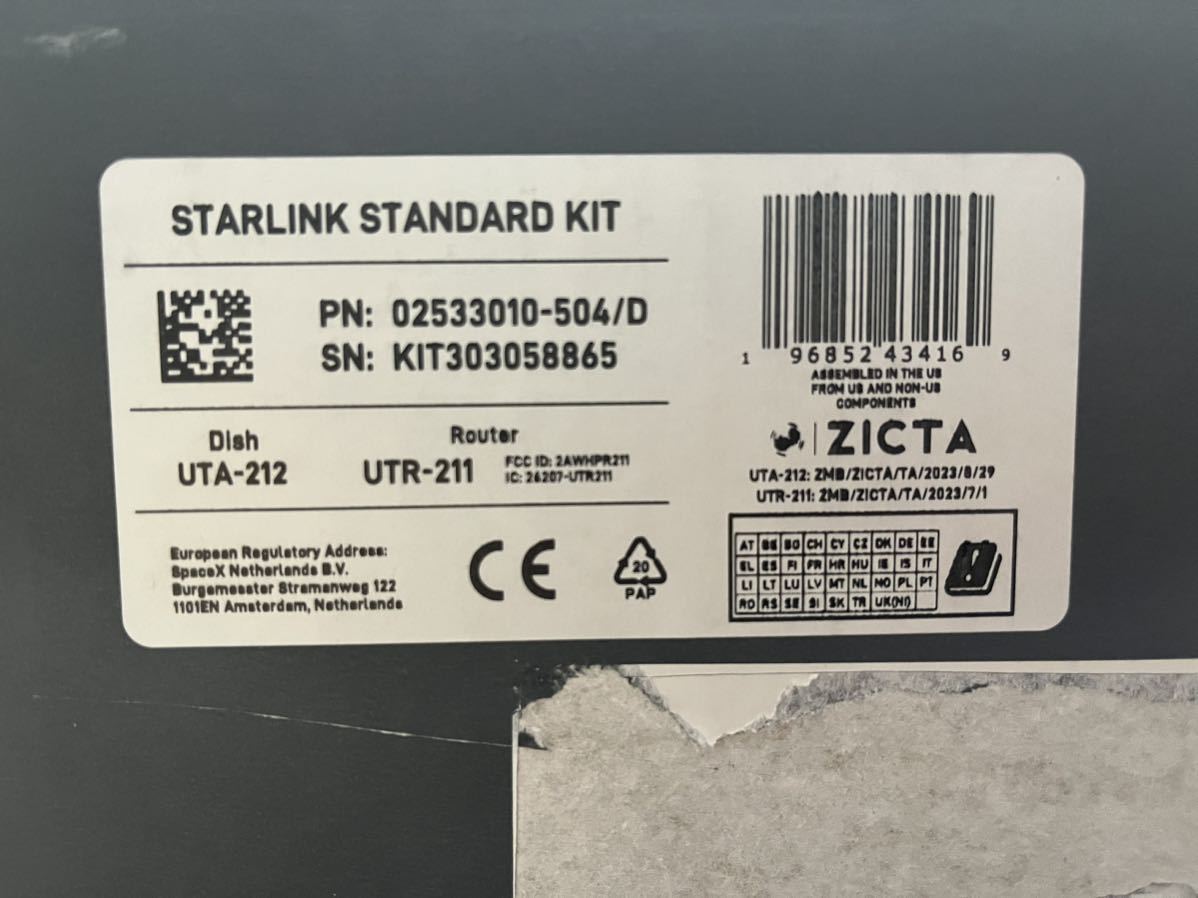 STARLINK STANDARD KIT
PN: 02533010-504/D
SN: KIT303058865
Dish
UTA-212
Router
UTR-211
FCC ID: 2AWHPR211
IC: 26207-UTR211
European Regulatory Address:
SpaceX Netherlands B.V.
Burgemeester Stramanweg 122
1101EN Amsterdam, Netherlands
CE
20
PAP
1 96852 43416 9
ASSEMBLED IN THE US
FROM US AND NON-US
COMPONENTS
ZICTA
UTA-212: ZMB/ZICTA/TA/2023/8/29
UTR-211: ZMB/ZICTA/TA/2023/7/1
AT BE BG CH CY CZ DK DE EE
EL ES FI FR HR HU IE IS IT
LI LT LU LV MT NL NO PL PT
RO RS SE SI SK TR UK(NI)